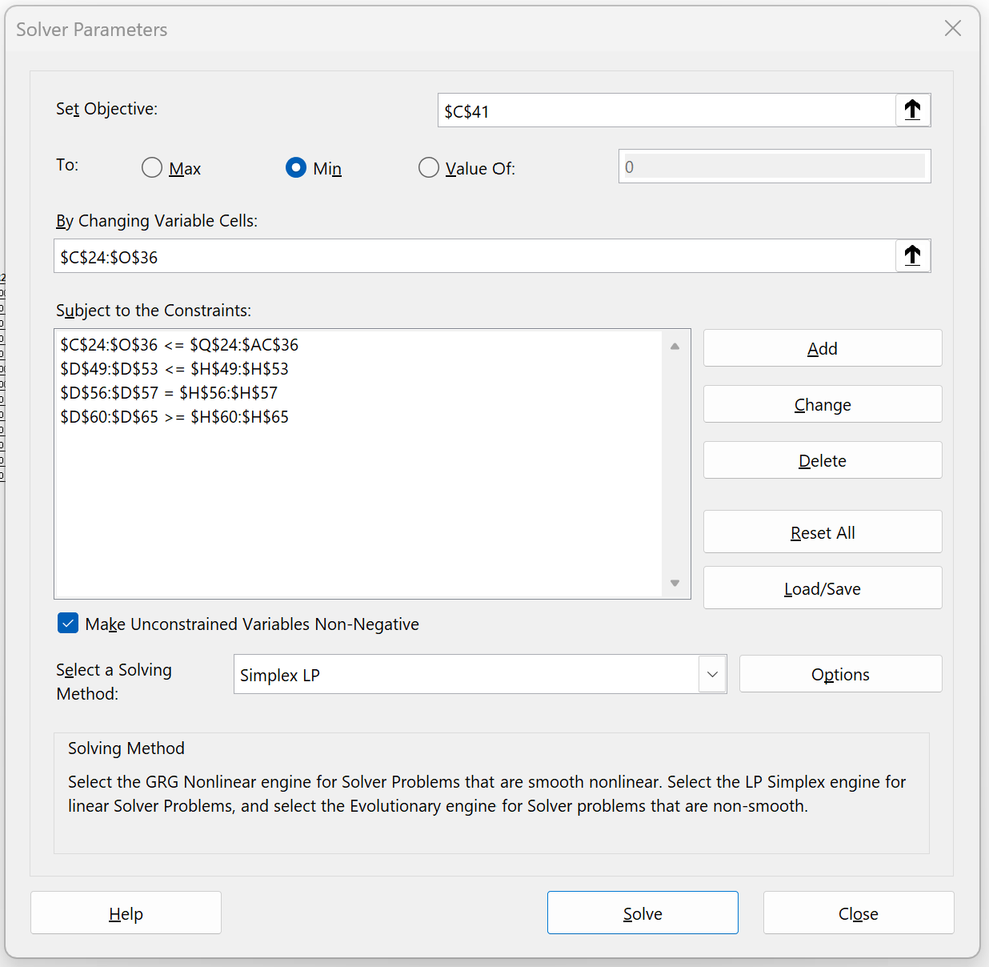 Solver Parameters
Set Objective:
$C$41
To:
Max
Min
Value Of:
0
By Changing Variable Cells:
$C$24:$O$36
Subject to the Constraints:
$C$24:$O$36 <= $Q$24:$AC$36
$D$49:$D$53 <= $H$49:$H$53
$D$56:$D$57 = $H$56:$H$57
$D$60:$D$65 >= $H$60:$H$65
Add
Change
Delete
Reset All
Load/Save
Make Unconstrained Variables Non-Negative
Select a Solving
Method:
Simplex LP
Options
Solving Method
Select the GRG Nonlinear engine for Solver Problems that are smooth nonlinear. Select the LP Simplex engine for
linear Solver Problems, and select the Evolutionary engine for Solver problems that are non-smooth.
Help
Solve
Close